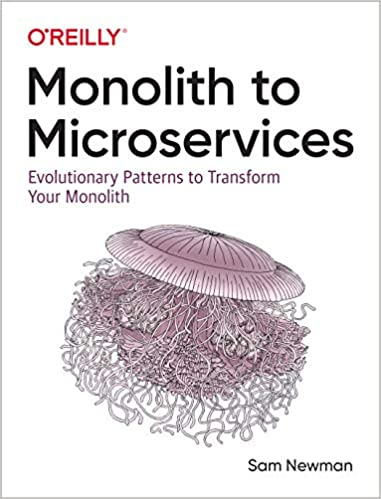 O'REILLY®
Monolith to
Microservices
Evolutionary Patterns to Transform
Your Monolith
Sam Newman